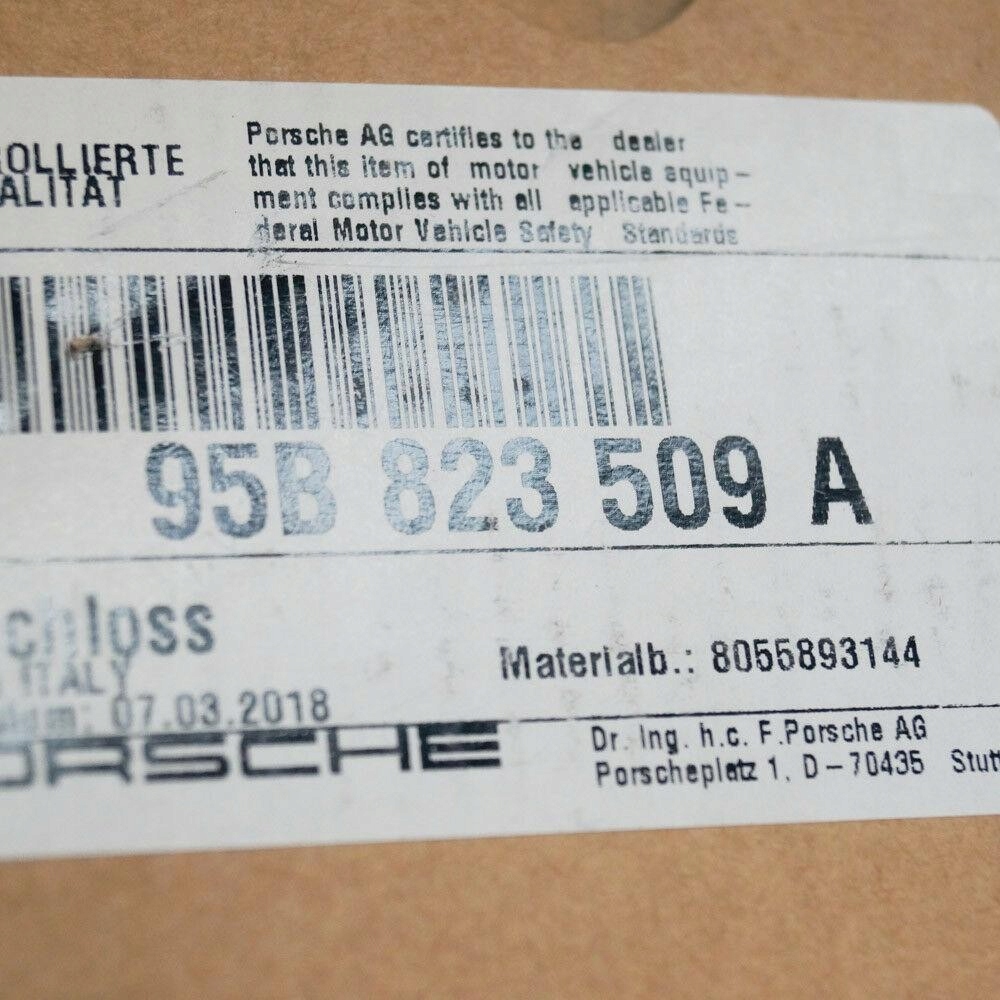 OLLIERTE
ALITÄT
Porsche AG certifies to the dealer
that this item of motor vehicle equip-
ment complies with all applicable Fe-
deral Motor Vehicle Safety Standards
95B 823 509 A
chloss
ITALY
Materialb.: 8055893144
07.03.2018
ORSCHE
Dr. Ing. h.c. F.Porsche AG
Porscheplatz 1, D-70435 Stutt